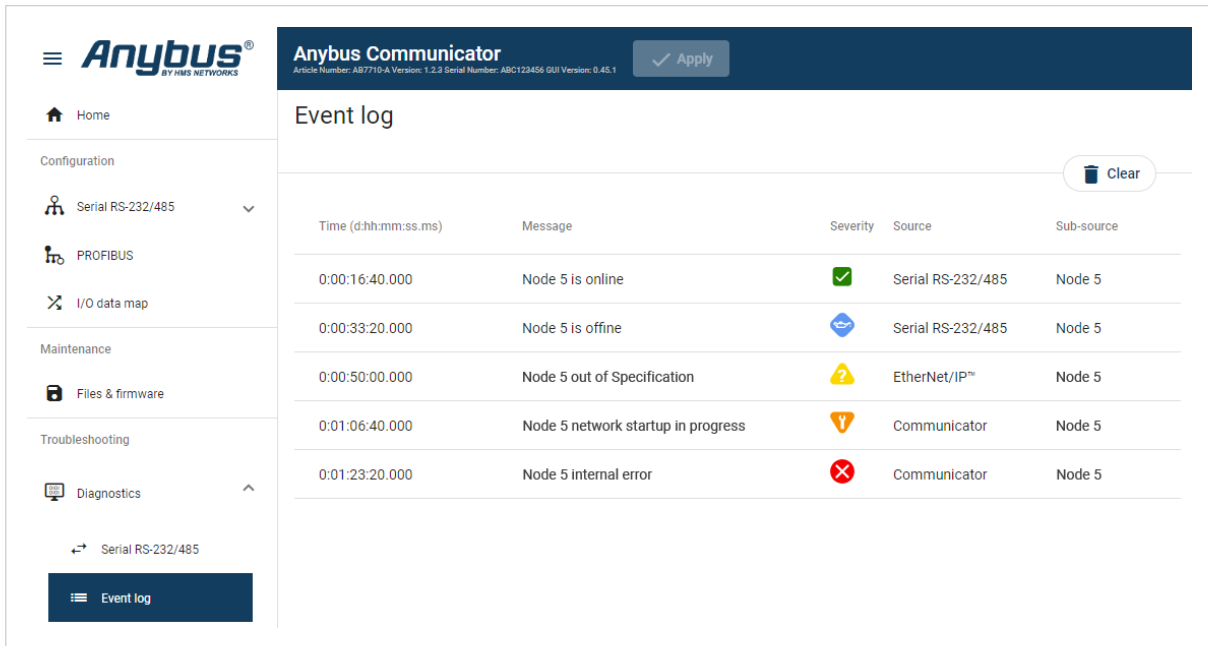 Anybus®
BY HMS NETWORKS
Anybus Communicator
Article Number: AB7710-A Version: 1.2.3 Serial Number: ABC123456 GUI Version: 0.45.1
Apply
Home
Configuration
Serial RS-232/485
PROFIBUS
I/O data map
Maintenance
Files & firmware
Troubleshooting
Diagnostics
Serial RS-232/485
Event log
Event log
Clear
Time (d:hh:mm:ss.ms) Message Severity Source Sub-source
0:00:16:40.000 Node 5 is online Serial RS-232/485 Node 5
0:00:33:20.000 Node 5 is offine Serial RS-232/485 Node 5
0:00:50:00.000 Node 5 out of Specification ? EtherNet/IP™ Node 5
0:01:06:40.000 Node 5 network startup in progress Communicator Node 5
0:01:23:20.000 Node 5 internal error Communicator Node 5